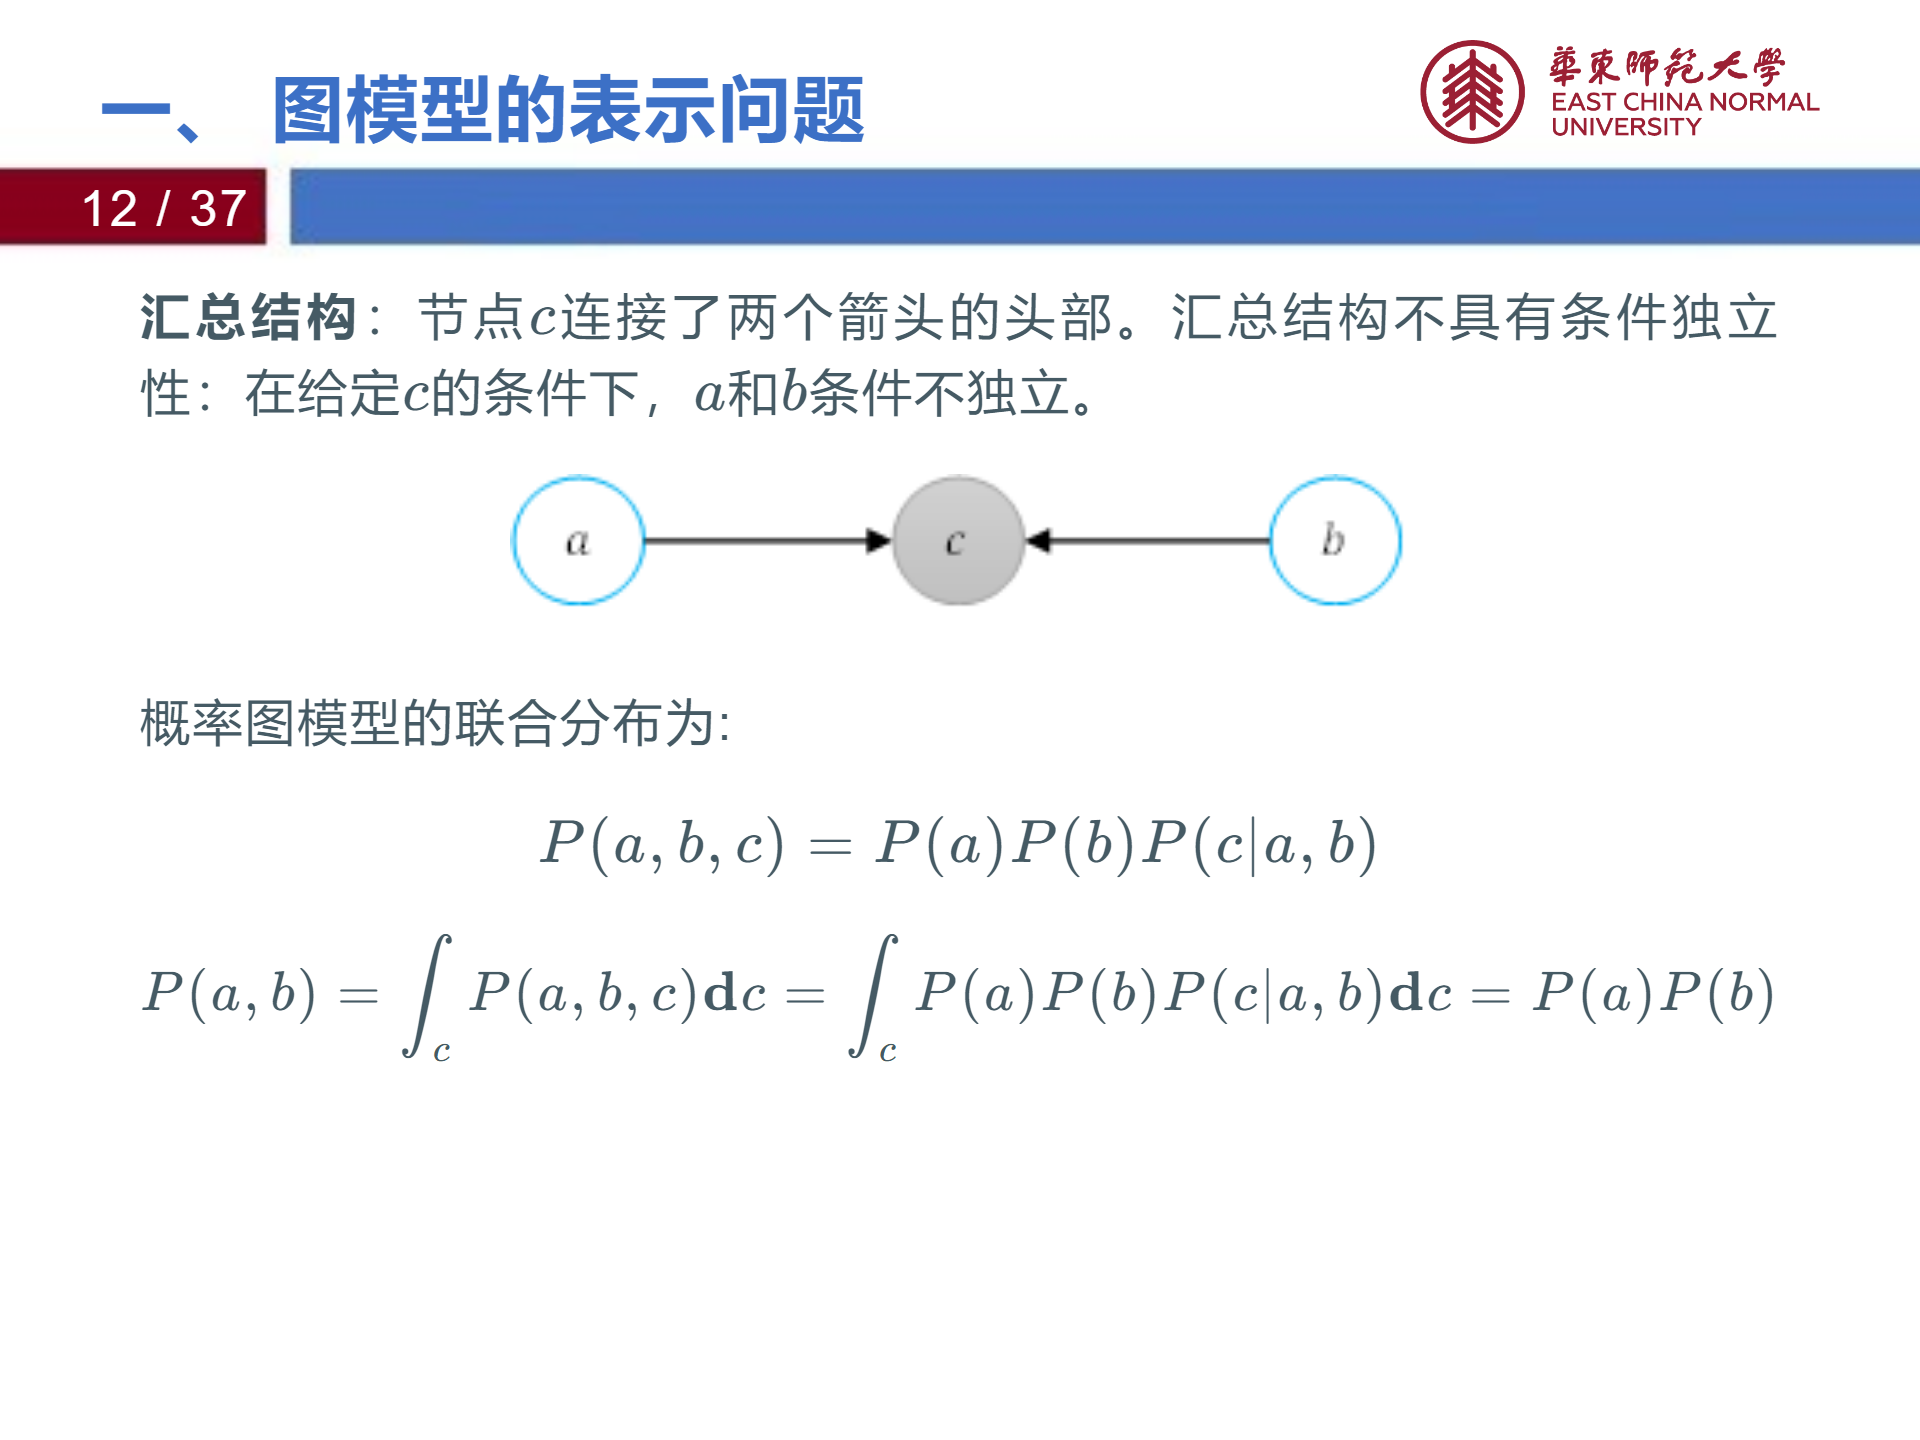 一、 图模型的表示问题
華東師範大學
EAST CHINA NORMAL
UNIVERSITY
12 / 37
汇总结构：节点c连接了两个箭头的头部。汇总结构不具有条件独立
性：在给定c的条件下，a和b条件不独立。
a c b
概率图模型的联合分布为:
P(a, b, c) = P(a)P(b)P(c|a, b)
P(a, b) = ∫_c P(a, b, c)dc = ∫_c P(a)P(b)P(c|a, b)dc = P(a)P(b)